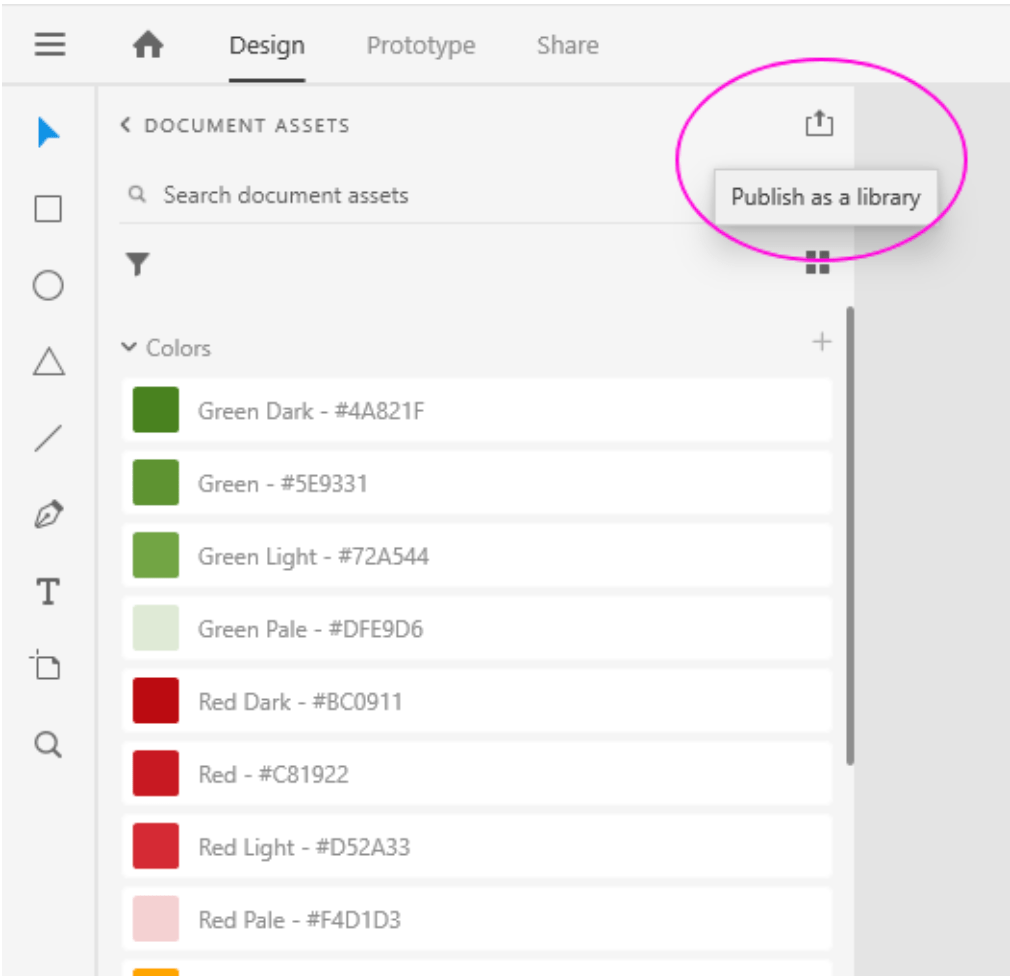 Design Prototype Share
DOCUMENT ASSETS
Search document assets
Publish as a library
Colors
Green Dark - #4A821F
Green - #5E9331
Green Light - #72A544
Green Pale - #DFE9D6
Red Dark - #BC0911
Red - #C81922
Red Light - #D52A33
Red Pale - #F4D1D3